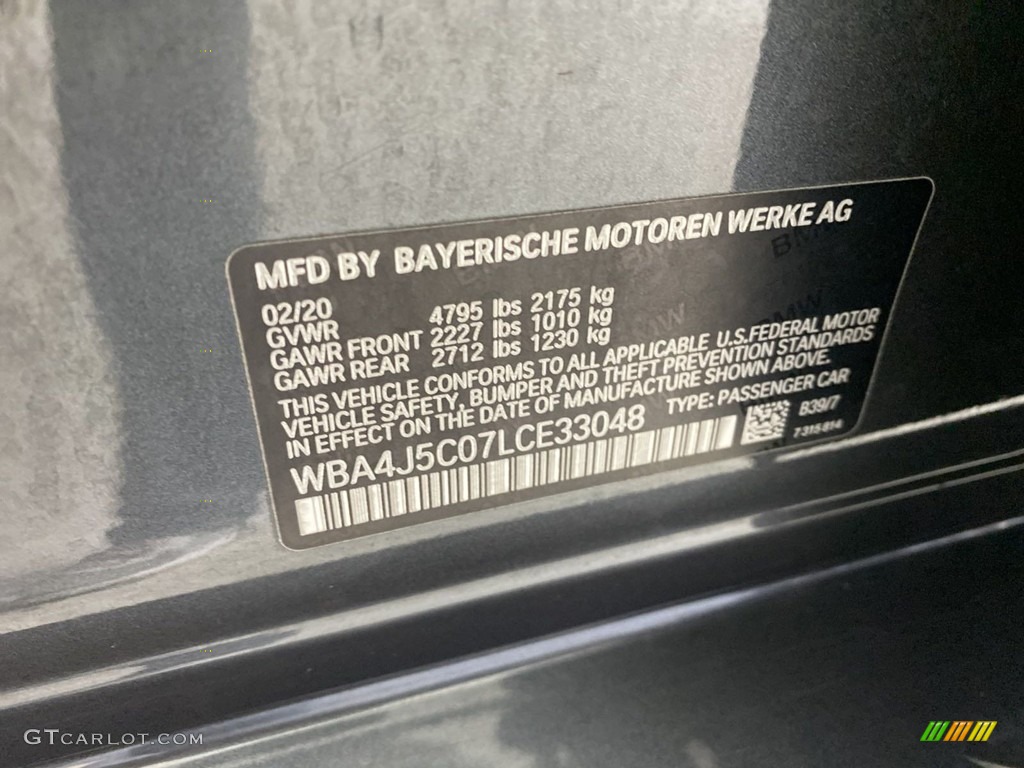 MFD BY BAYERISCHE MOTOREN WERKE AG
02/20
GVWR 4795 lbs 2175 kg
GAWR FRONT 2227 lbs 1010 kg
GAWR REAR 2712 lbs 1230 kg
THIS VEHICLE CONFORMS TO ALL APPLICABLE U.S.FEDERAL MOTOR
VEHICLE SAFETY, BUMPER AND THEFT PREVENTION STANDARDS
IN EFFECT ON THE DATE OF MANUFACTURE SHOWN ABOVE.
WBA4J5C07LCE33048 TYPE: PASSENGER CAR
B39/7
7 315 814
GTCARLOT.COM